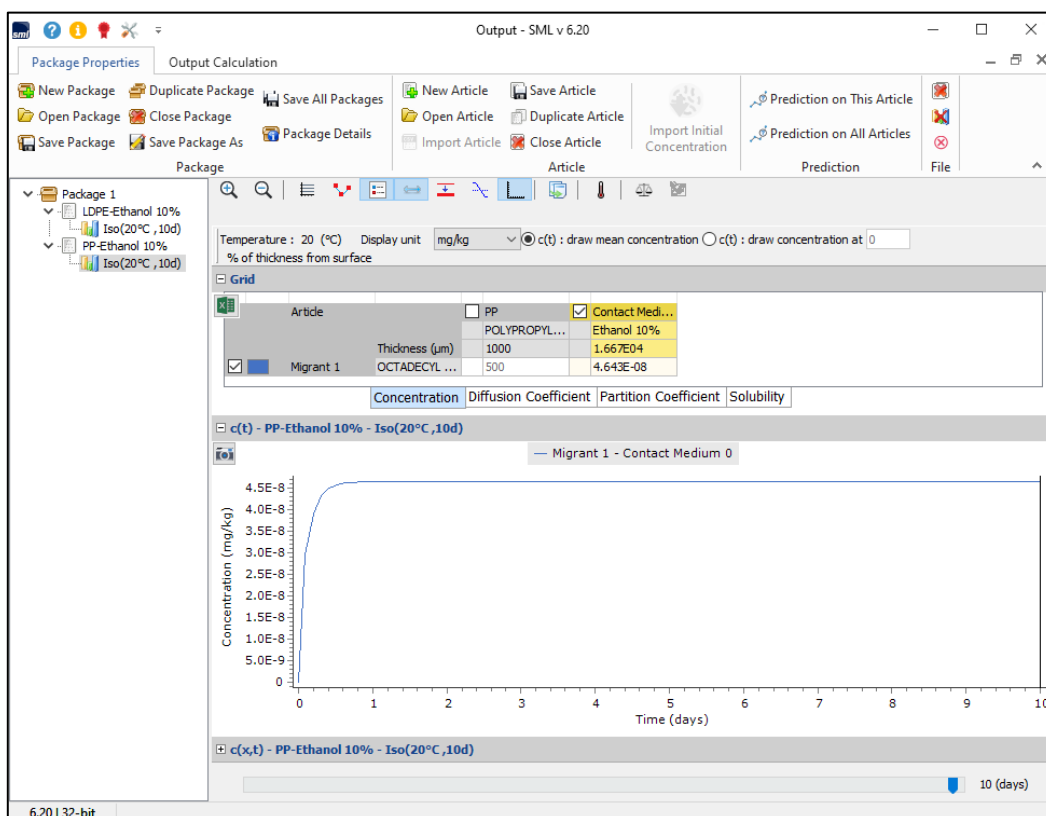 sml
Output - SML v 6.20
Package Properties Output Calculation
New Package Duplicate Package Save All Packages New Article Save Article Prediction on This Article
Open Package Close Package Open Article Duplicate Article Import Initial Concentration
Save Package Save Package As Package Details Import Article Close Article Prediction on All Articles
Package Article Prediction File
Package 1
LDPE-Ethanol 10%
Iso(20°C ,10d)
PP-Ethanol 10%
Iso(20°C ,10d)
Temperature : 20 (°C) Display unit mg/kg c(t) : draw mean concentration c(t) : draw concentration at 0
% of thickness from surface
Grid
Article PP Contact Medi...
POLYPROPYL... Ethanol 10%
Thickness (μm) 1000 1.667E04
Migrant 1 OCTADECYL ... 500 4.643E-08
Concentration Diffusion Coefficient Partition Coefficient Solubility
c(t) - PP-Ethanol 10% - Iso(20°C ,10d)
Migrant 1 - Contact Medium 0
Concentration (mg/kg)
4.5E-8
4.0E-8
3.5E-8
3.0E-8
2.5E-8
2.0E-8
1.5E-8
1.0E-8
5.0E-9
0
0 1 2 3 4 5 6 7 8 9 10
Time (days)
c(x,t) - PP-Ethanol 10% - Iso(20°C ,10d)
10 (days)
6.20 | 32-bit